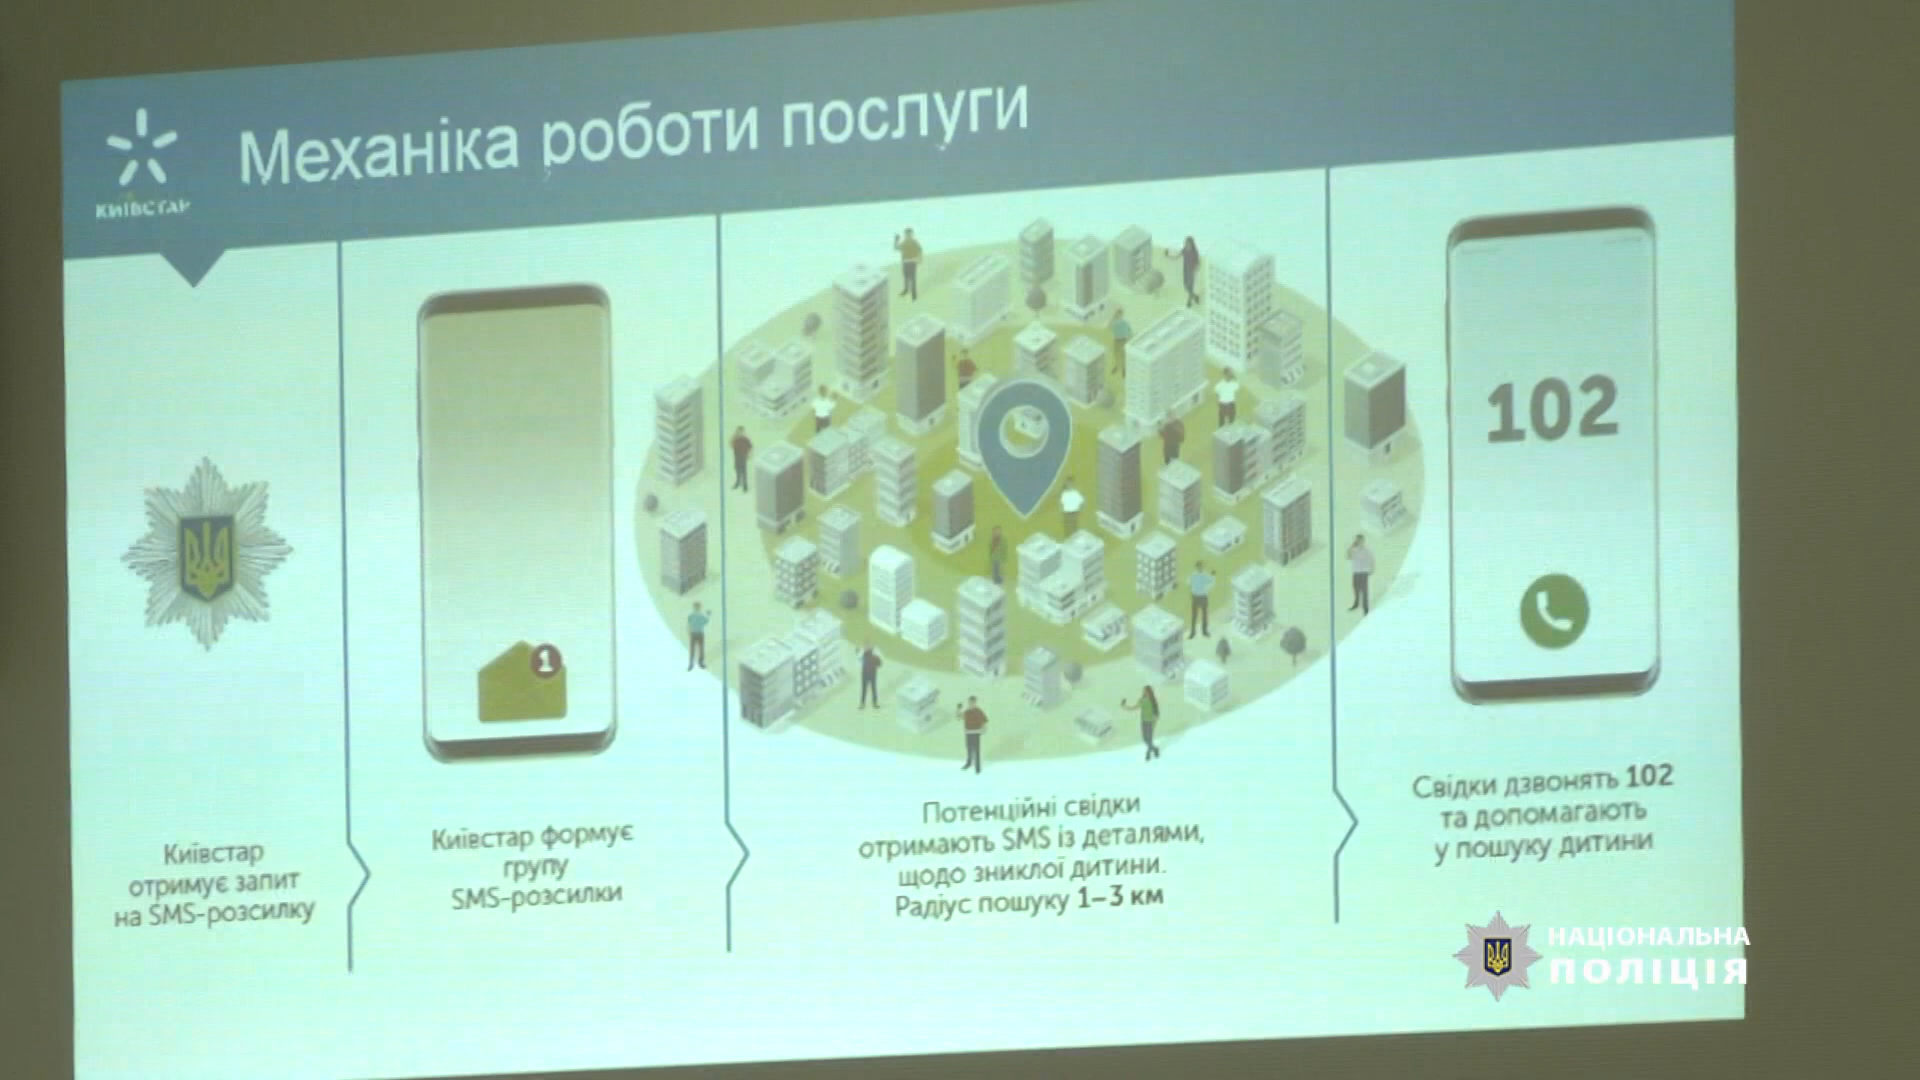 КИЇВСТАР
Механіка роботи послуги
Київстар
отримує запит
на SMS-розсилку
1
Київстар формує
групу
SMS-розсилки
Потенційні свідки
отримають SMS із деталями,
щодо зниклої дитини.
Радіус пошуку 1–3 км
102
Свідки дзвонять 102
та допомагають
у пошуку дитини
НАЦІОНАЛЬНА
ПОЛІЦІЯ